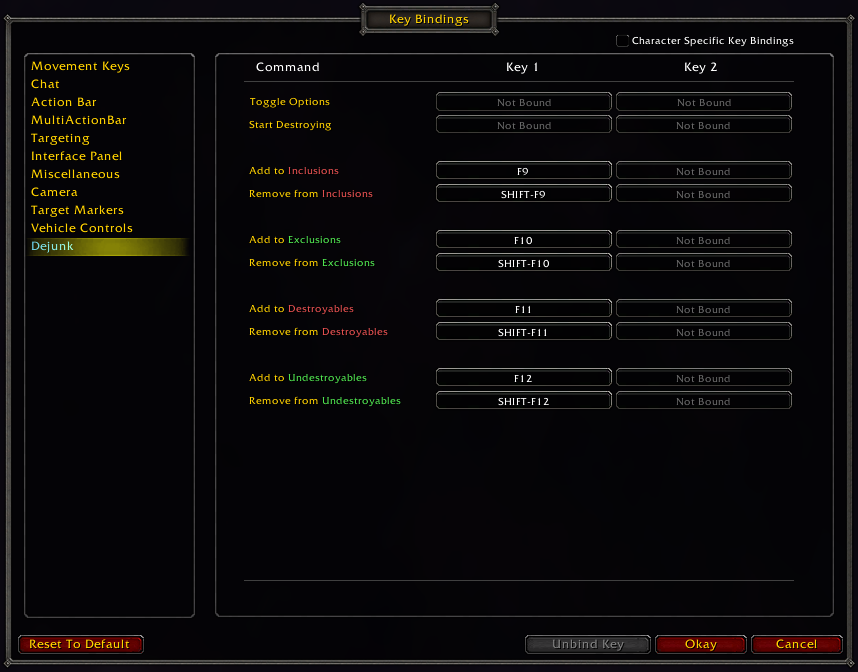 Key Bindings
Character Specific Key Bindings
Movement Keys
Chat
Action Bar
MultiActionBar
Targeting
Interface Panel
Miscellaneous
Camera
Target Markers
Vehicle Controls
Dejunk
Command Key 1 Key 2
Toggle Options Not Bound Not Bound
Start Destroying Not Bound Not Bound
Add to Inclusions F9 Not Bound
Remove from Inclusions SHIFT-F9 Not Bound
Add to Exclusions F10 Not Bound
Remove from Exclusions SHIFT-F10 Not Bound
Add to Destroyables F11 Not Bound
Remove from Destroyables SHIFT-F11 Not Bound
Add to Undestroyables F12 Not Bound
Remove from Undestroyables SHIFT-F12 Not Bound
Reset To Default Unbind Key Okay Cancel